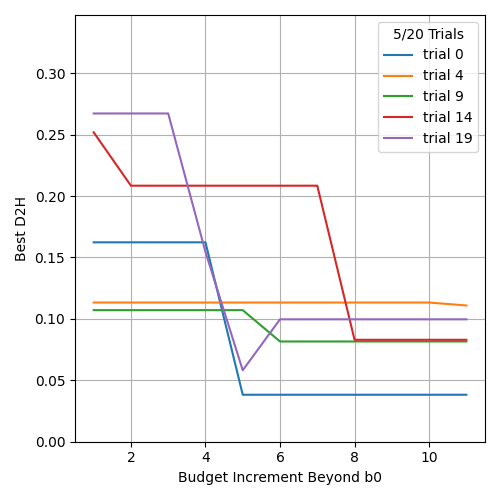 5/20 Trials
trial 0
trial 4
trial 9
trial 14
trial 19
0.30
0.25
0.20
0.15
0.10
0.05
0.00
Best D2H
2 4 6 8 10
Budget Increment Beyond b0